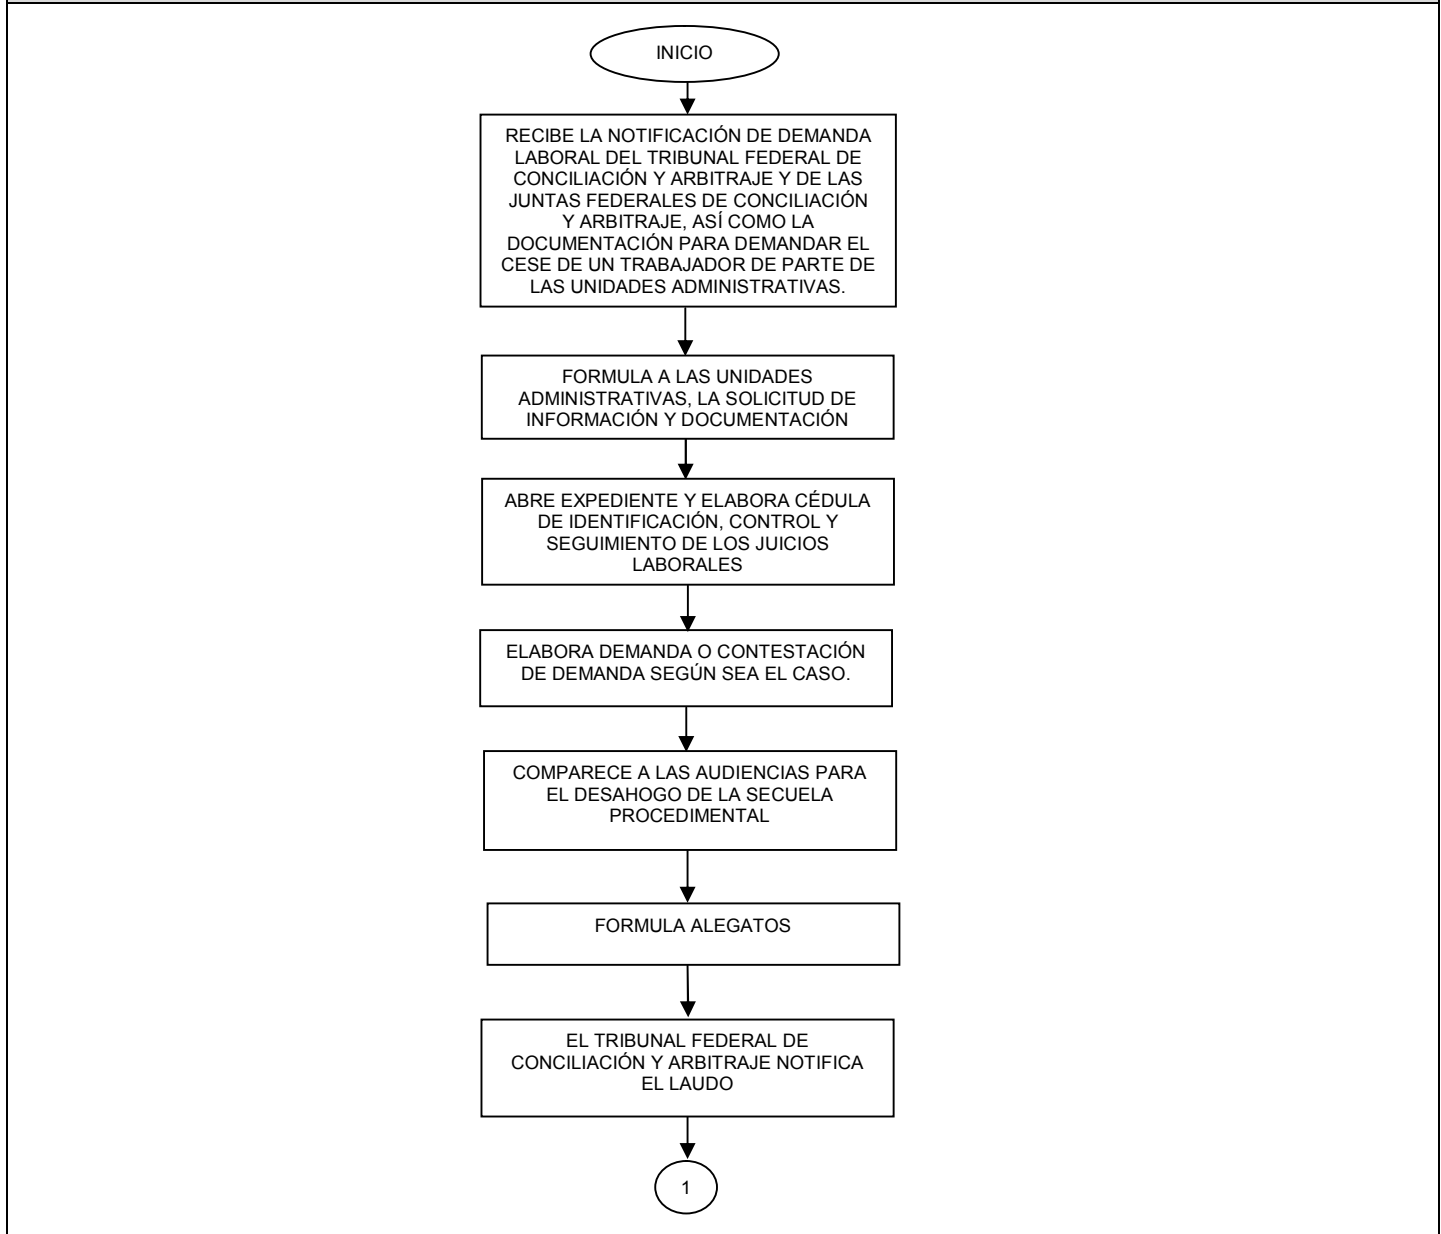 INICIO
RECIBE LA NOTIFICACIÓN DE DEMANDA
LABORAL DEL TRIBUNAL FEDERAL DE
CONCILIACIÓN Y ARBITRAJE Y DE LAS
JUNTAS FEDERALES DE CONCILIACIÓN
Y ARBITRAJE, ASÍ COMO LA
DOCUMENTACIÓN PARA DEMANDAR EL
CESE DE UN TRABAJADOR DE PARTE DE
LAS UNIDADES ADMINISTRATIVAS.
FORMULA A LAS UNIDADES
ADMINISTRATIVAS, LA SOLICITUD DE
INFORMACIÓN Y DOCUMENTACIÓN
ABRE EXPEDIENTE Y ELABORA CÉDULA
DE IDENTIFICACIÓN, CONTROL Y
SEGUIMIENTO DE LOS JUICIOS
LABORALES
ELABORA DEMANDA O CONTESTACIÓN
DE DEMANDA SEGÚN SEA EL CASO.
COMPARECE A LAS AUDIENCIAS PARA
EL DESAHOGO DE LA SECUELA
PROCEDIMENTAL
FORMULA ALEGATOS
EL TRIBUNAL FEDERAL DE
CONCILIACIÓN Y ARBITRAJE NOTIFICA
EL LAUDO
1